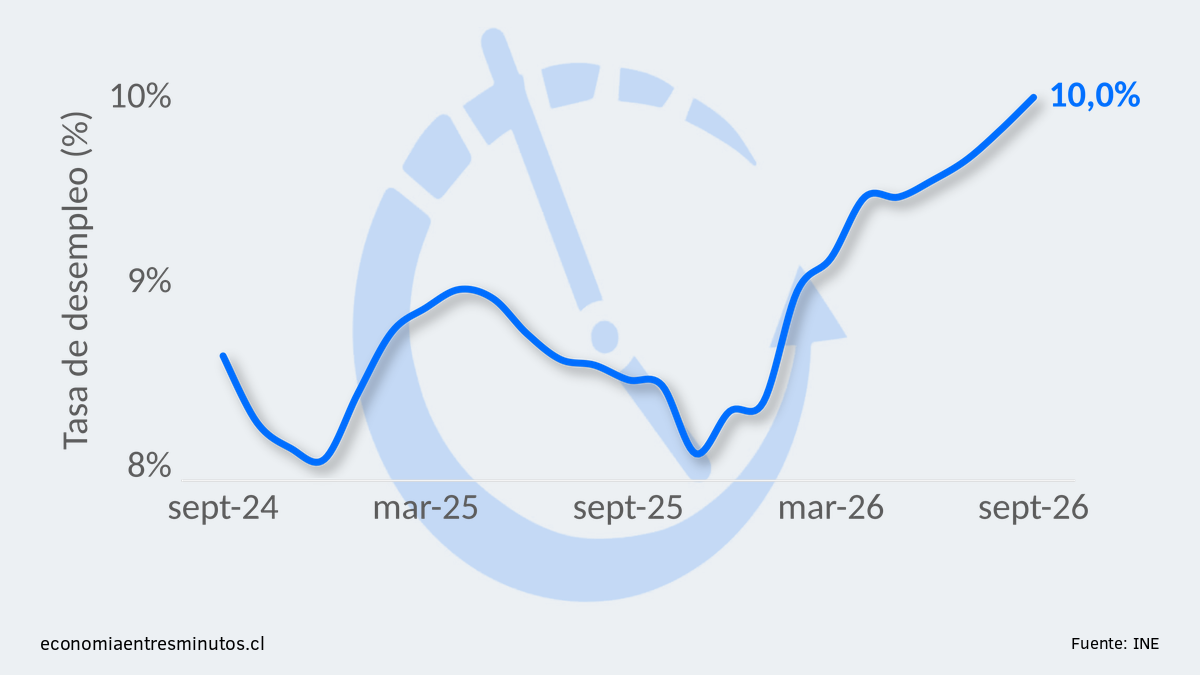 Tasa de desempleo (%)
10%
9%
8%
10,0%
sept-24
mar-25
sept-25
mar-26
sept-26
economiaentresminutos.cl
Fuente: INE